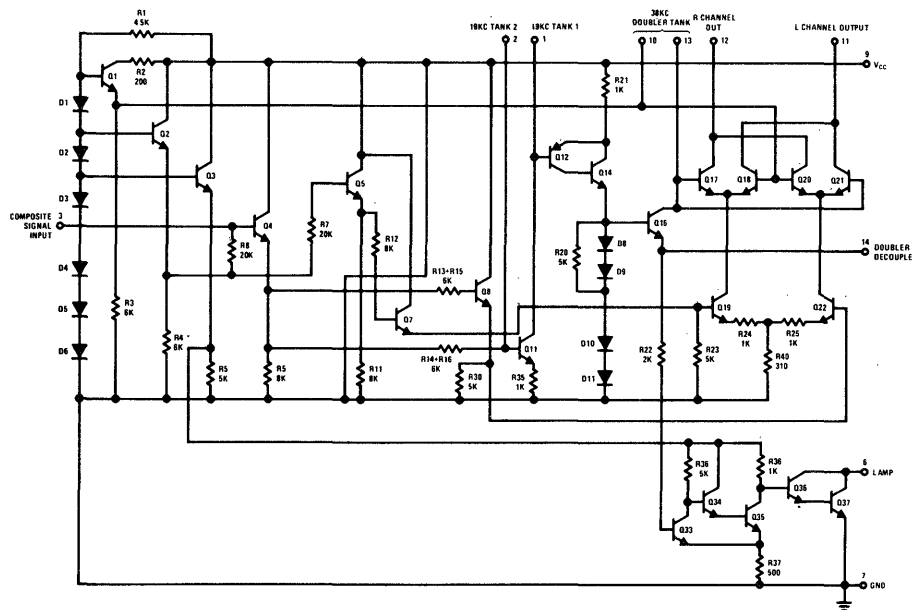 38KC
DOUBLER TANK
R CHANNEL
OUT
L CHANNEL OUTPUT
19KC TANK 2
19KC TANK 1
2
1
10
13
12
11
R1
4.5K
9
VCC
R2
200
Q1
R21
1K
D1
Q2
D2
Q3
D3
Q5
Q12
Q14
Q17
Q18
Q20
Q21
COMPOSITE
SIGNAL
INPUT
3
Q4
R8
20K
R7
20K
R12
8K
Q16
R20
5K
D8
D9
14
DOUBLER
DECOUPLE
D4
D5
D6
R3
6K
R4
6K
R13+R15
6K
Q8
Q7
Q19
Q22
R24
1K
R25
1K
R5
5K
R5
8K
R14+R16
6K
Q11
R11
8K
R30
5K
R35
1K
D10
D11
R22
2K
R23
5K
R40
310
R36
5K
R36
1K
6
LAMP
Q34
Q36
Q37
Q33
Q35
R37
500
7
GND